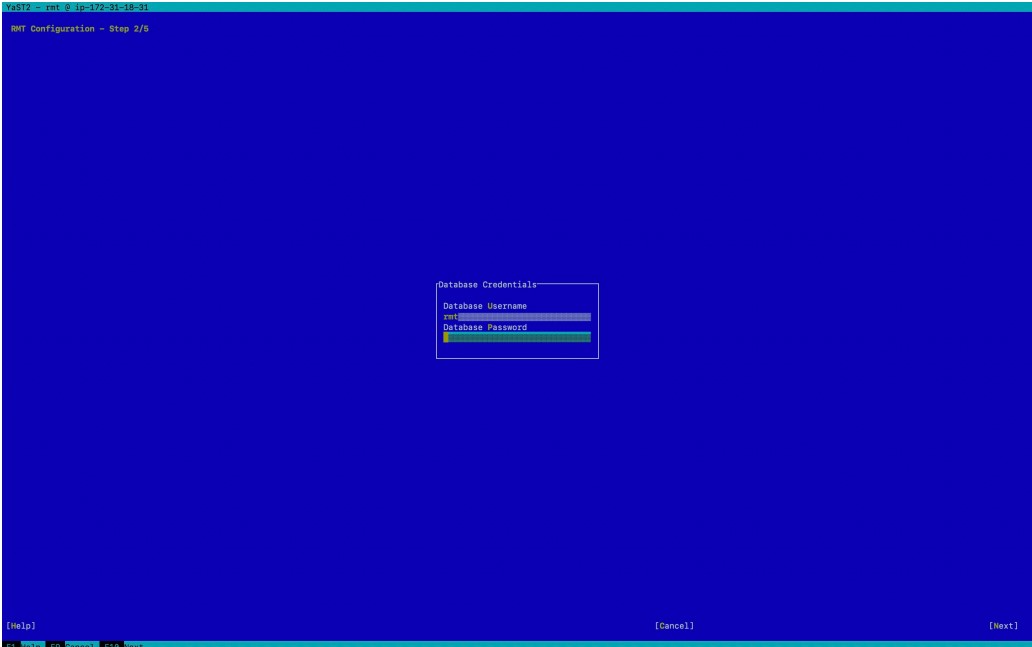 YaST2 - rmt @ ip-172-31-18-31
RMT Configuration - Step 2/5
Database Credentials
Database Username
rmt
Database Password
[Help] [Cancel] [Next]
F1 Help F9 Cancel F10 Next